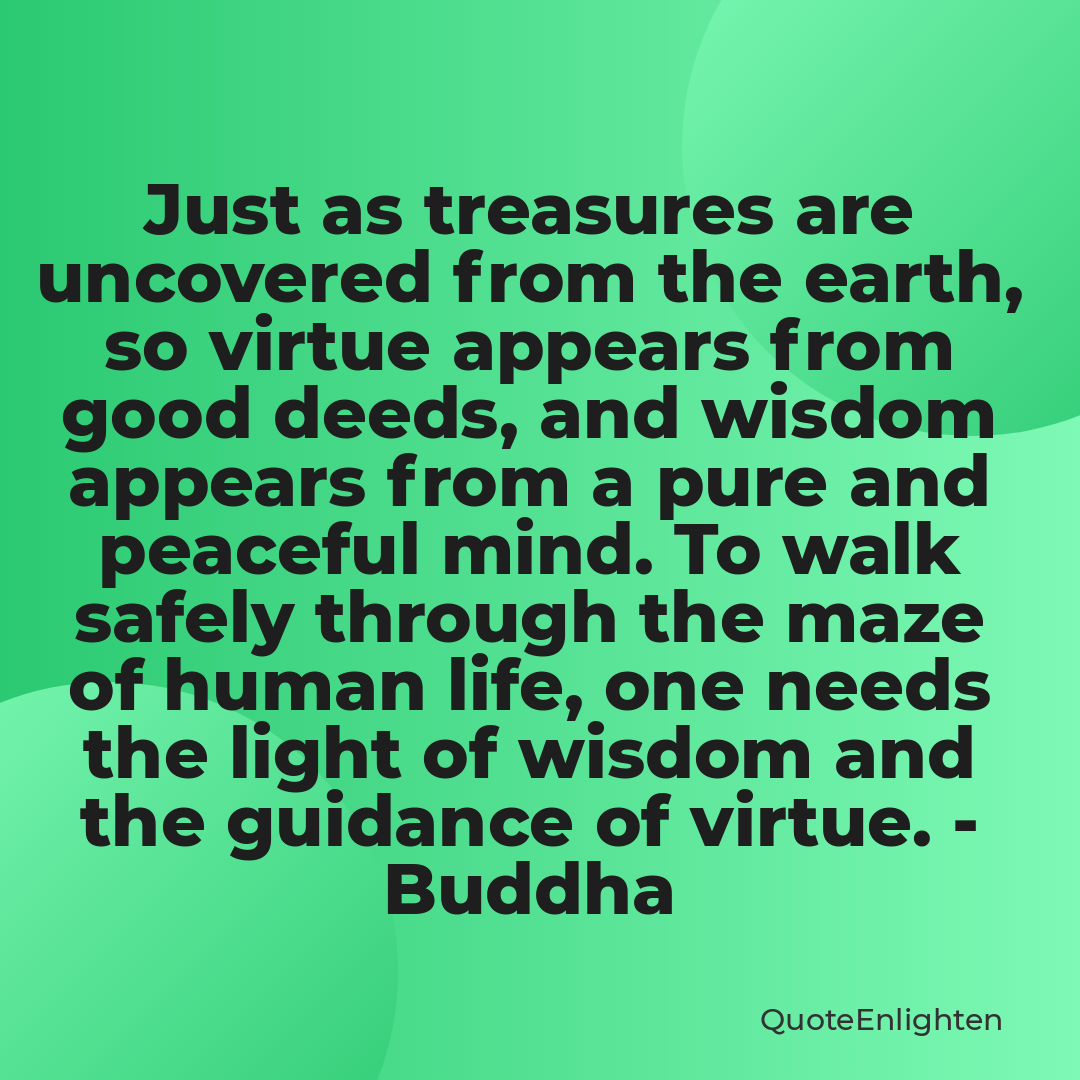 Just as treasures are
uncovered from the earth,
so virtue appears from
good deeds, and wisdom
appears from a pure and
peaceful mind. To walk
safely through the maze
of human life, one needs
the light of wisdom and
the guidance of virtue. -
Buddha
QuoteEnlighten